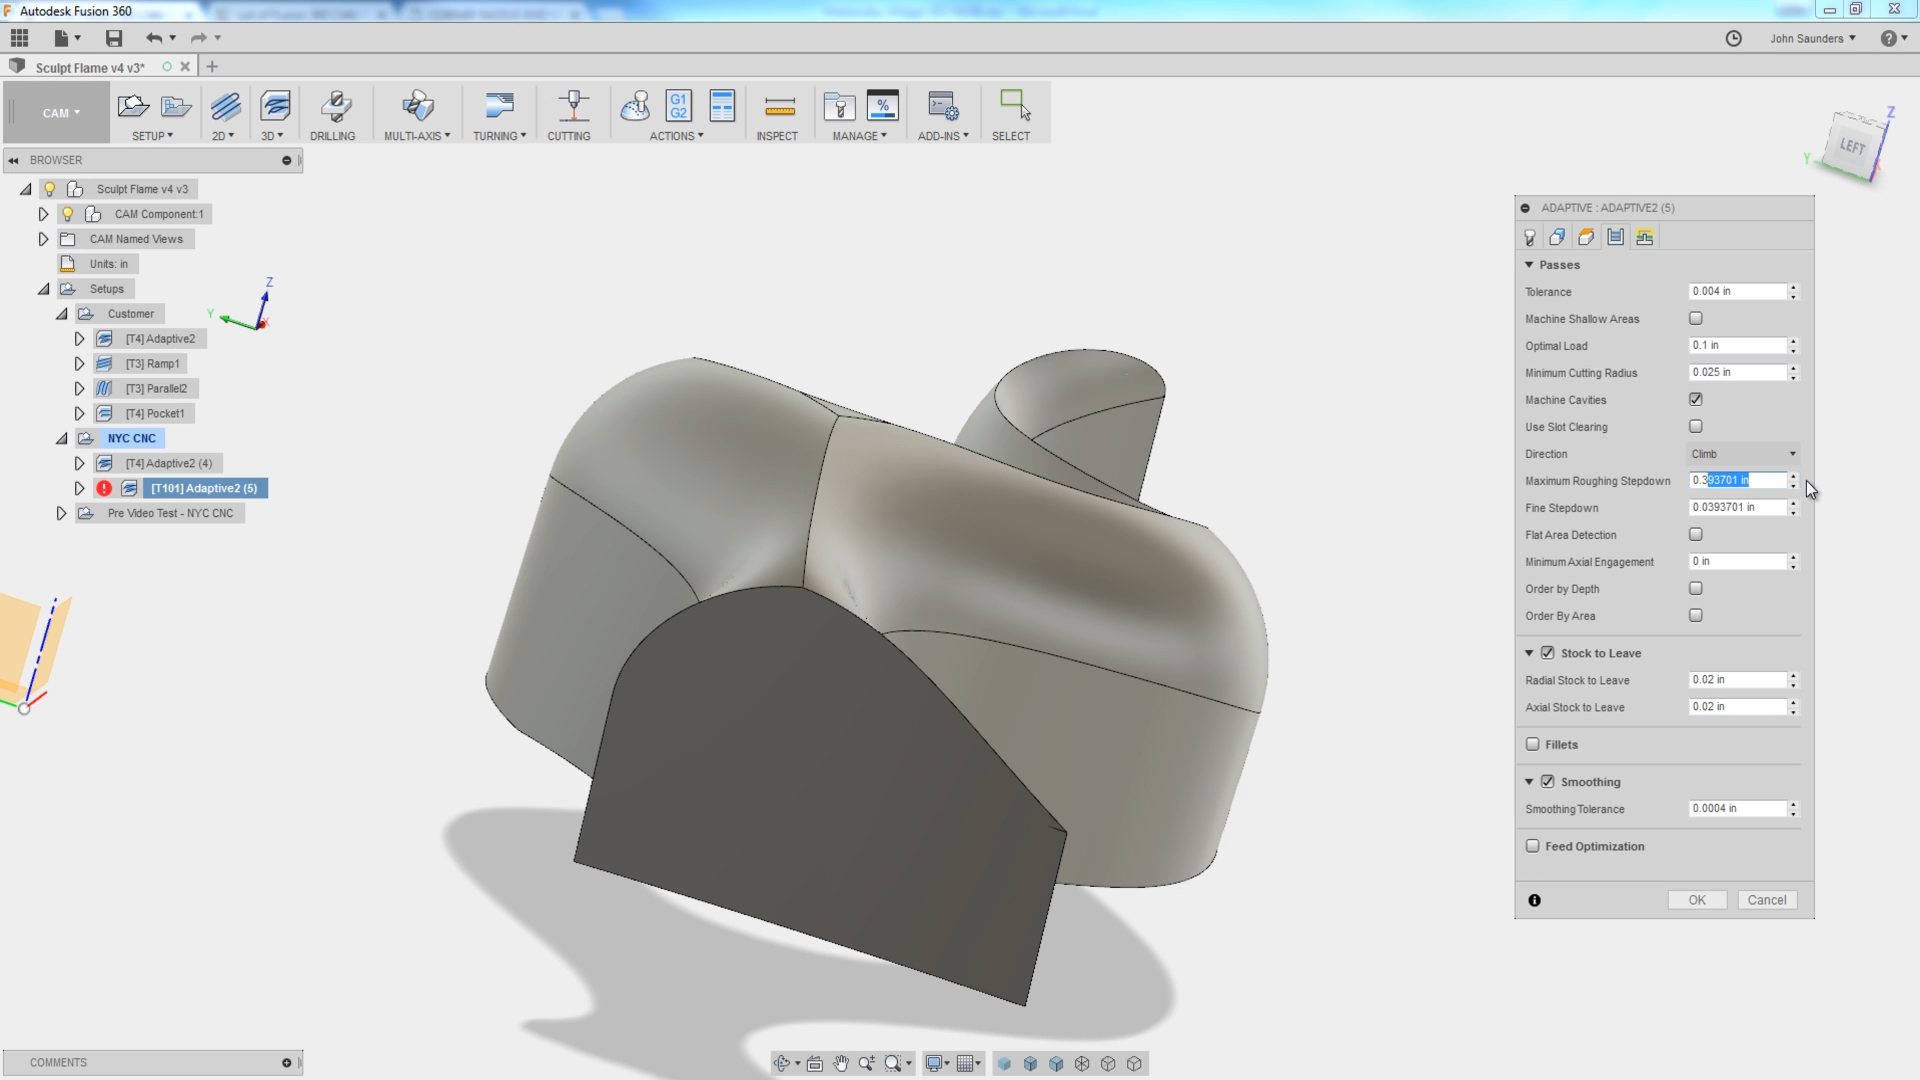 Autodesk Fusion 360
John Saunders
Sculpt Flame v4 v3*
CAM
G1
G2
%
SETUP
2D
3D
DRILLING
MULTI-AXIS
TURNING
CUTTING
ACTIONS
INSPECT
MANAGE
ADD-INS
SELECT
BROWSER
Sculpt Flame v4 v3
CAM Component:1
CAM Named Views
Units: in
Setups
Customer
[T4] Adaptive2
[T3] Ramp1
[T3] Parallel2
[T4] Pocket1
NYC CNC
[T4] Adaptive2 (4)
[T101] Adaptive2 (5)
Pre Video Test - NYC CNC
Z
Y
X
Z
LEFT
Y
X
ADAPTIVE : ADAPTIVE2 (5)
Passes
Tolerance 0.004 in
Machine Shallow Areas
Optimal Load 0.1 in
Minimum Cutting Radius 0.025 in
Machine Cavities
Use Slot Clearing
Direction Climb
Maximum Roughing Stepdown 0.393701 in
Fine Stepdown 0.0393701 in
Flat Area Detection
Minimum Axial Engagement 0 in
Order by Depth
Order By Area
Stock to Leave
Radial Stock to Leave 0.02 in
Axial Stock to Leave 0.02 in
Fillets
Smoothing
Smoothing Tolerance 0.0004 in
Feed Optimization
OK Cancel
COMMENTS